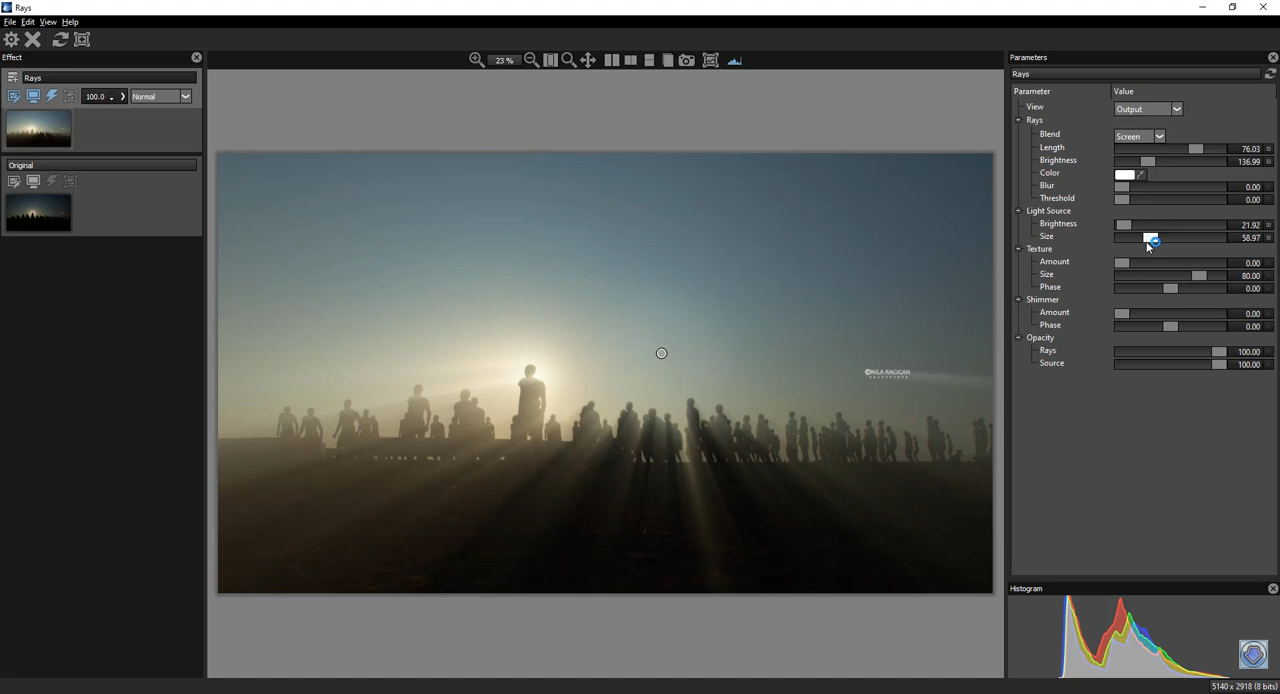 Rays
File Edit View Help
Effect
23 %
Parameters
Rays
Rays
100.0
Normal
Original
Parameter Value
View Output
Rays
Blend Screen
Length 76.03
Brightness 136.99
Color
Blur 0.00
Threshold 0.00
Light Source
Brightness 21.92
Size 58.97
Texture
Amount 0.00
Size 80.00
Phase 0.00
Shimmer
Amount 0.00
Phase 0.00
Opacity
Rays 100.00
Source 100.00
NILA RACIGAN
Histogram
5140 x 2918 (8 bits)